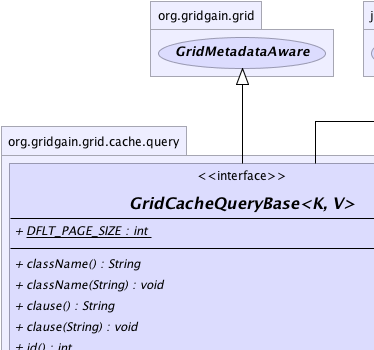 org.gridgain.grid
GridMetadataAware
org.gridgain.grid.cache.query
<<interface>>
GridCacheQueryBase<K, V>
+ DFLT_PAGE_SIZE : int
+ className() : String
+ className(String) : void
+ clause() : String
+ clause(String) : void
+ id() : int